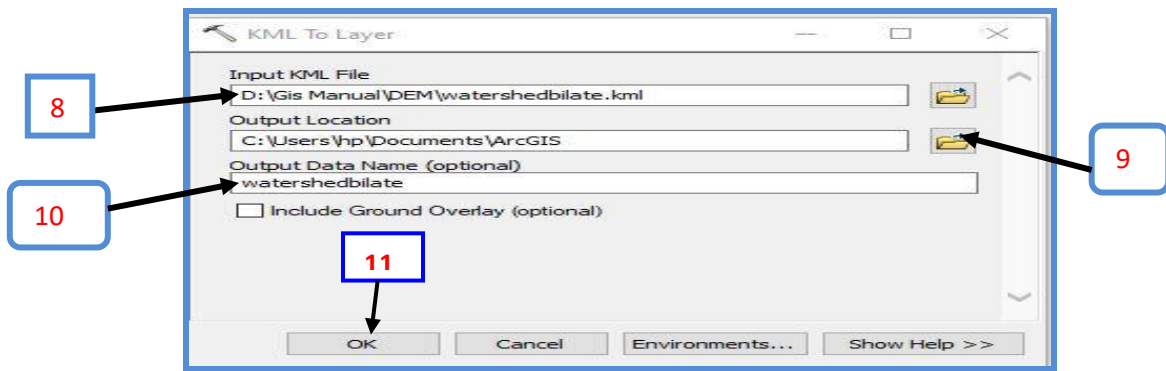 KML To Layer
Input KML File
8
D:\Gis Manual\DEM\watershedbilate.kml
Output Location
C:\Users\hp\Documents\ArcGIS
9
Output Data Name (optional)
watershedbilate
10
Include Ground Overlay (optional)
11
OK Cancel Environments... Show Help >>